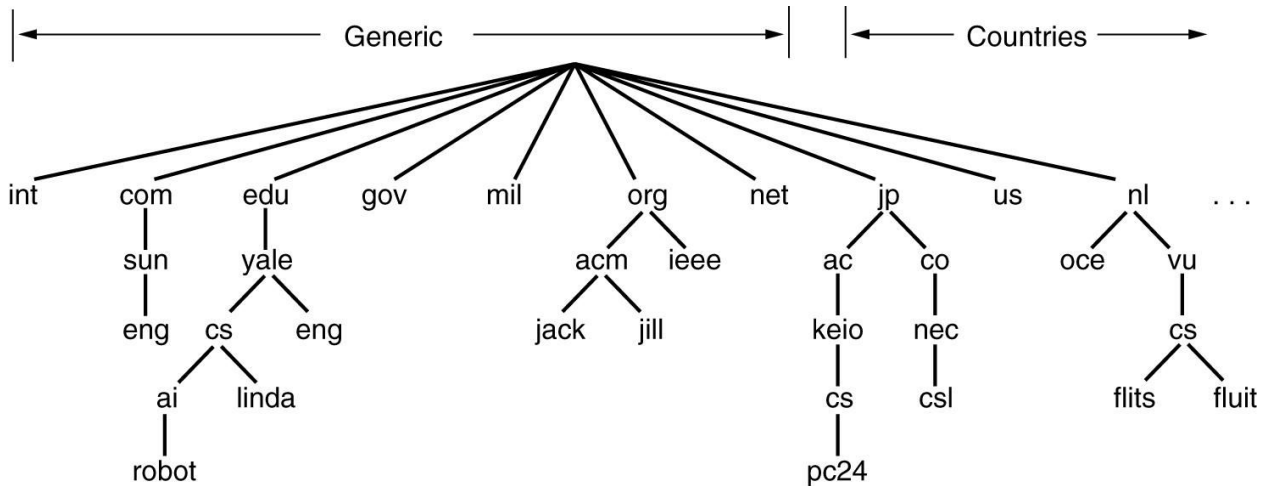 Generic Countries
int com edu gov mil org net jp us nl . . .
sun yale acm ieee ac co oce vu
eng cs eng jack jill keio nec cs
ai linda cs csl flits fluit
robot pc24